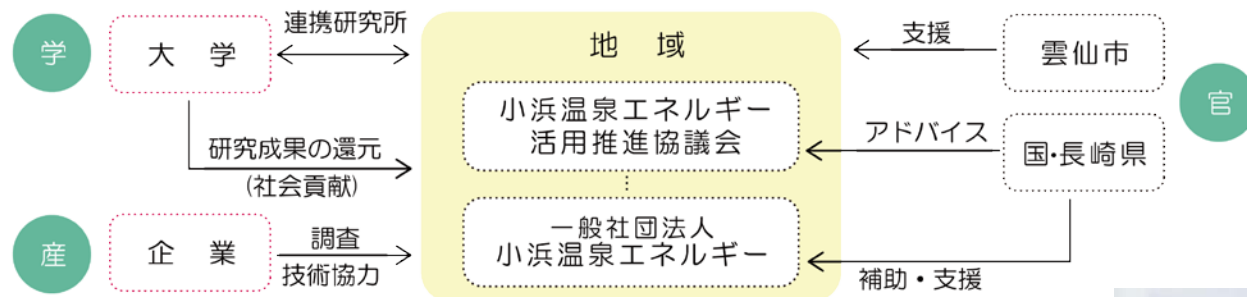 学
大 学
連携研究所
研究成果の還元
(社会貢献)
産
企 業
調査
技術協力
地 域
小浜温泉エネルギー
活用推進協議会
一般社団法人
小浜温泉エネルギー
支援
雲仙市
アドバイス
国・長崎県
補助・支援
官